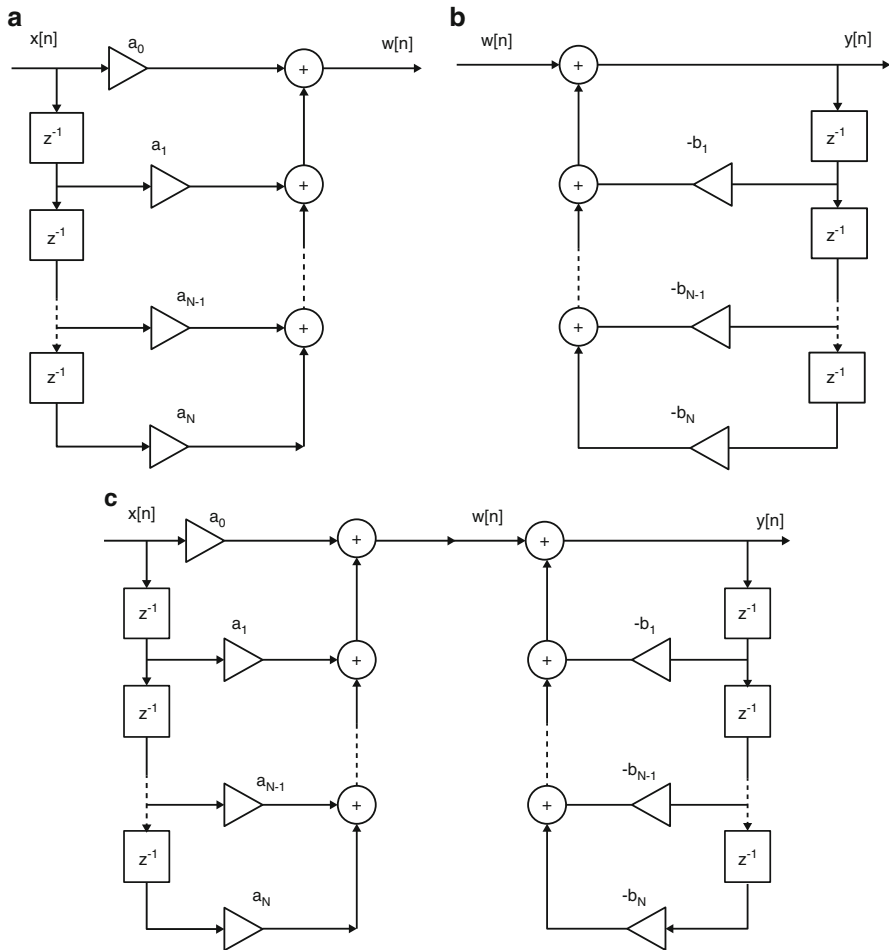 a
x[n] a₀ w[n]
z⁻¹
a₁
+
z⁻¹
aN-1
+
z⁻¹
aN
+
b
w[n] y[n]
+
z⁻¹
-b₁
+
z⁻¹
-bN-1
+
z⁻¹
-bN
c
x[n] a₀ w[n] y[n]
+ +
z⁻¹ z⁻¹
a₁ -b₁
+ +
z⁻¹ z⁻¹
aN-1 -bN-1
+ +
z⁻¹ z⁻¹
aN -bN